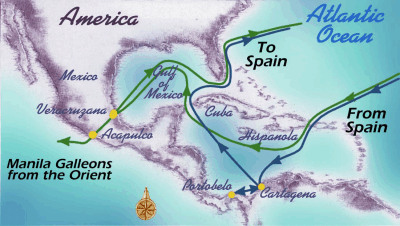 America
Atlantic
Ocean
To
Spain
Mexico
Gulf
of
Mexico
Veracruzana
Cuba
From
Spain
Acapulco
Hispanola
Manila Galleons
from the Orient
Portobelo
Cartagena